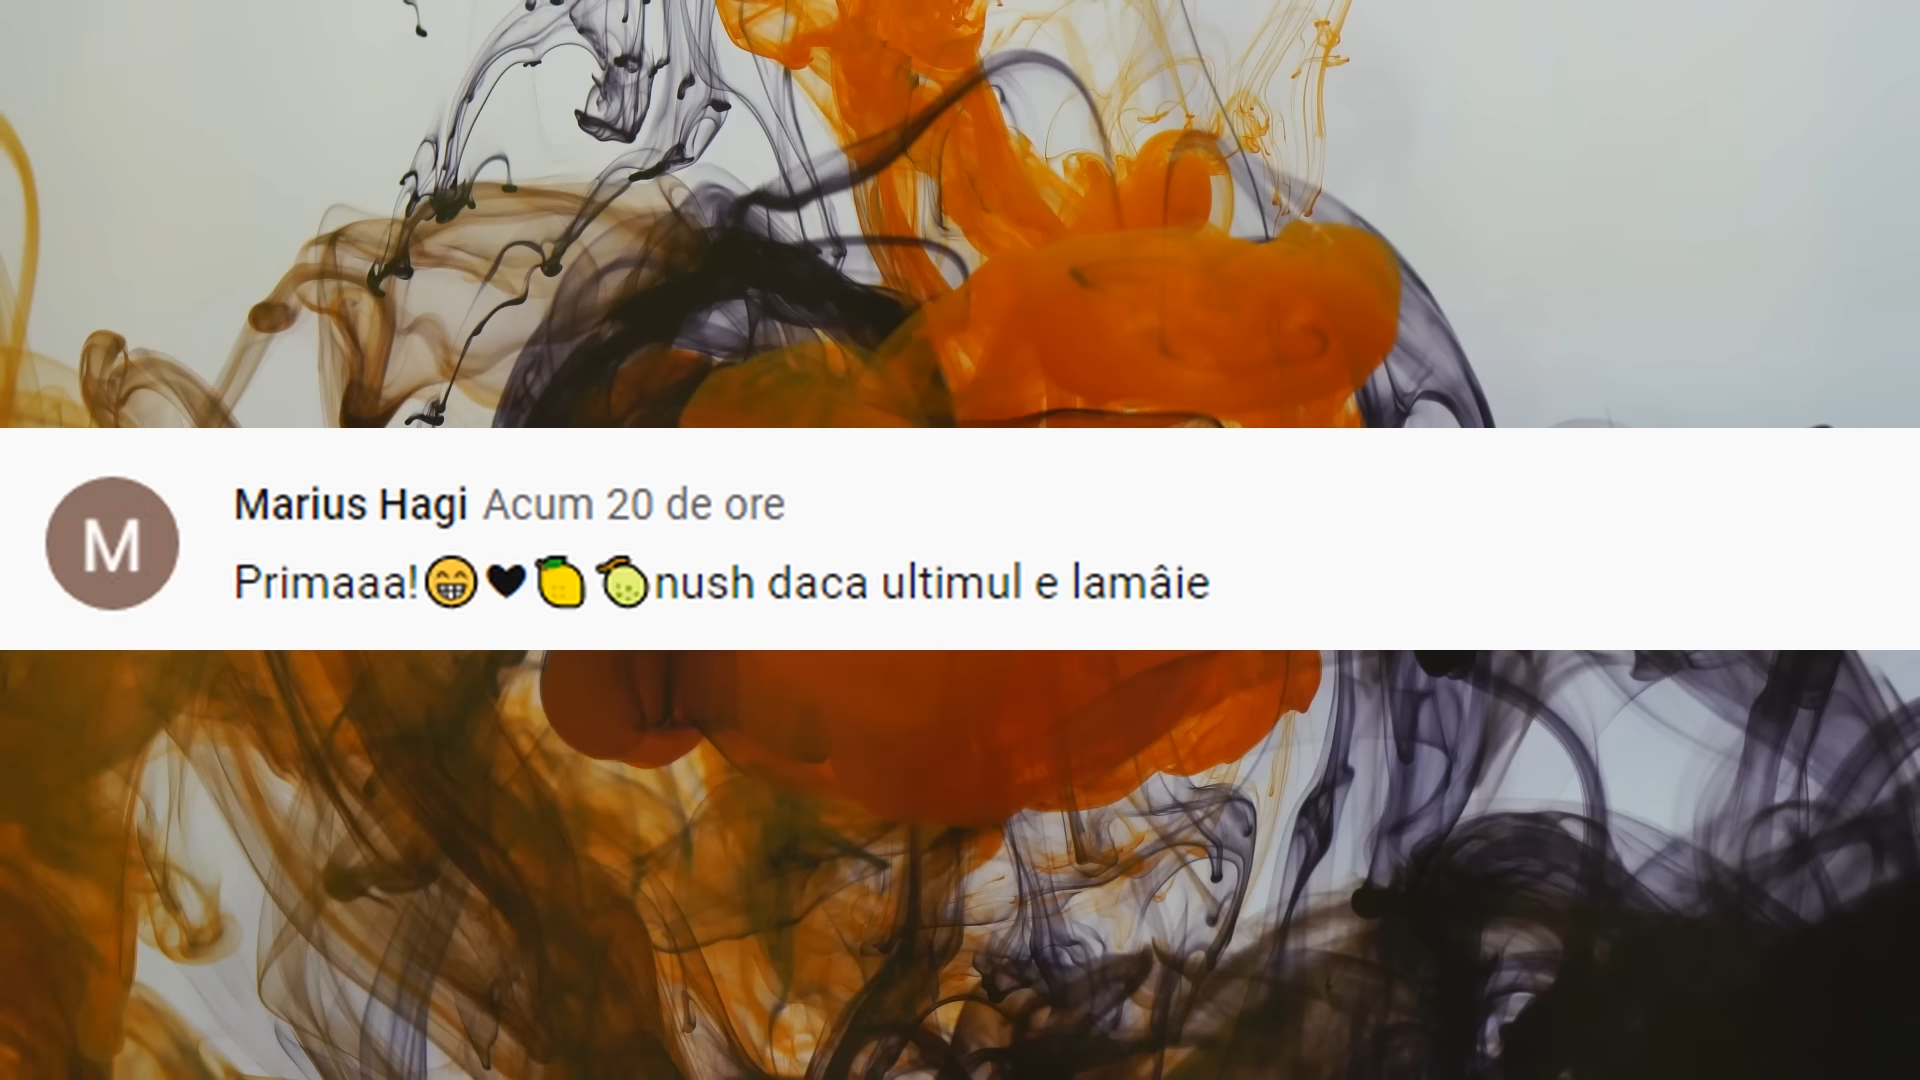 M
Marius Hagi Acum 20 de ore
Primaaa!😁🖤🍋🍈nush daca ultimul e lamâie